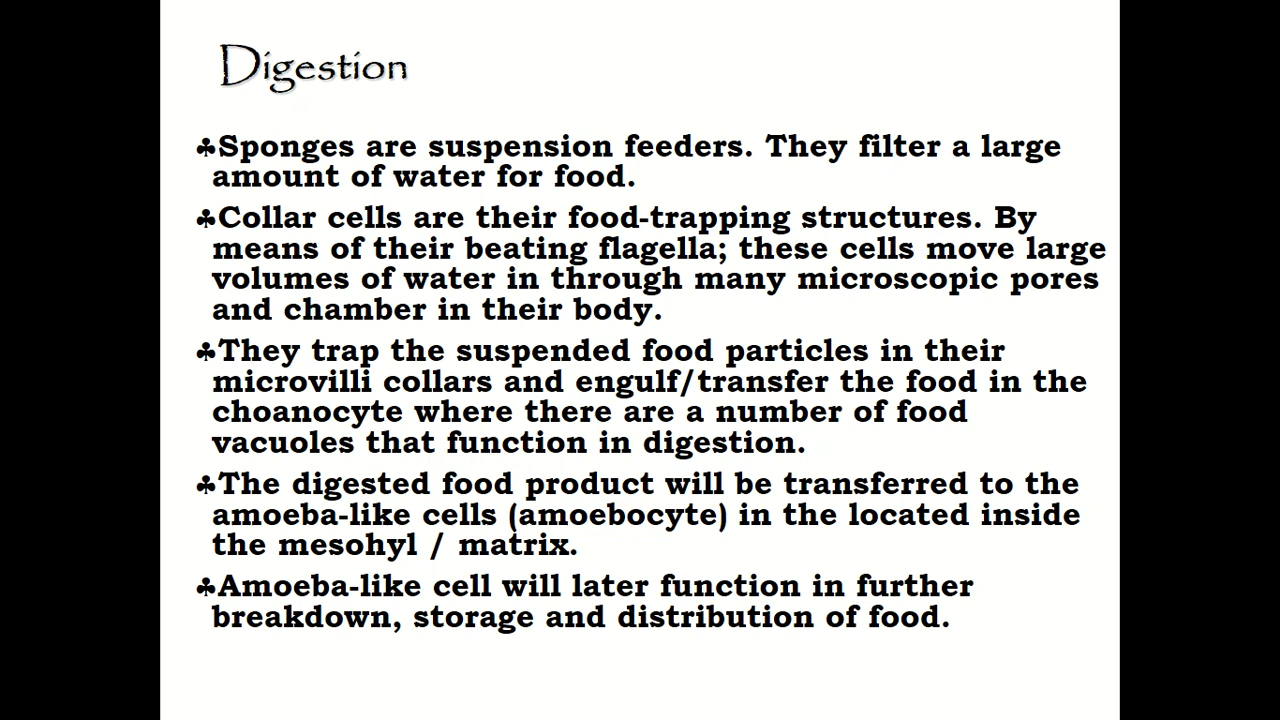 Digestion
♣Sponges are suspension feeders. They filter a large
amount of water for food.
♣Collar cells are their food-trapping structures. By
means of their beating flagella; these cells move large
volumes of water in through many microscopic pores
and chamber in their body.
♣They trap the suspended food particles in their
microvilli collars and engulf/transfer the food in the
choanocyte where there are a number of food
vacuoles that function in digestion.
♣The digested food product will be transferred to the
amoeba-like cells (amoebocyte) in the located inside
the mesohyl / matrix.
♣Amoeba-like cell will later function in further
breakdown, storage and distribution of food.